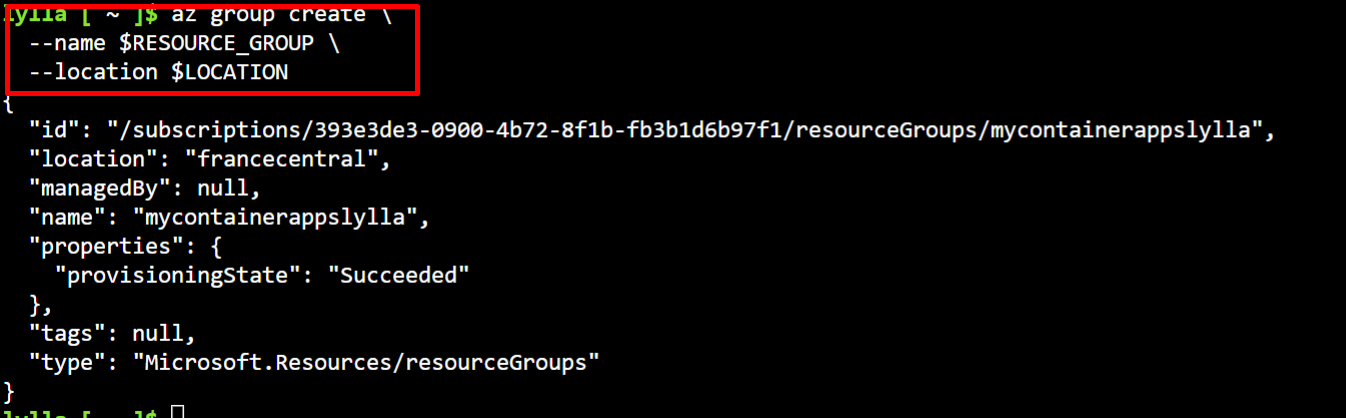 lylla [ ~ ]$ az group create \
  --name $RESOURCE_GROUP \
  --location $LOCATION
{
  "id": "/subscriptions/393e3de3-0900-4b72-8f1b-fb3b1d6b97f1/resourceGroups/mycontainerappslylla",
  "location": "francecentral",
  "managedBy": null,
  "name": "mycontainerappslylla",
  "properties": {
    "provisioningState": "Succeeded"
  },
  "tags": null,
  "type": "Microsoft.Resources/resourceGroups"
}
lylla [ ~ ]$